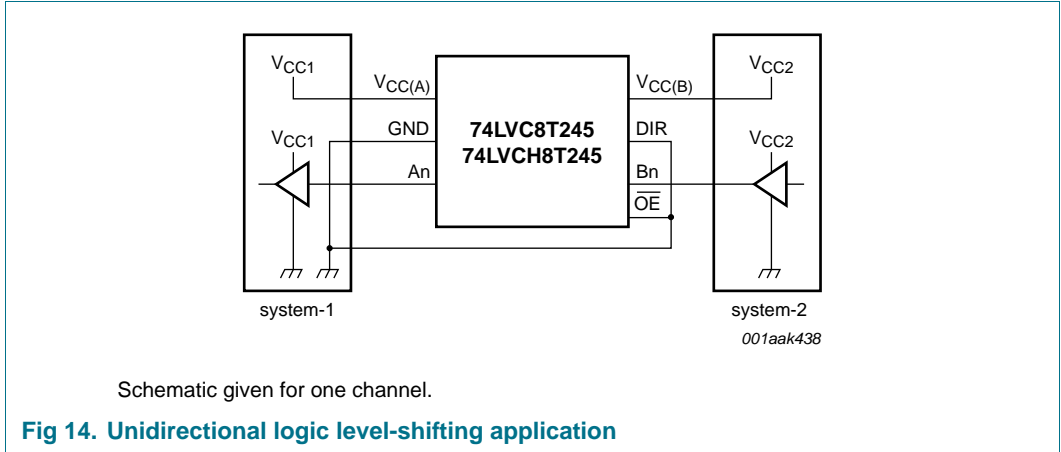 VCC1 VCC2
VCC(A) VCC(B)
GND 74LVC8T245 DIR
VCC1 74LVCH8T245 VCC2
An Bn
OE
system-1 system-2
001aak438
Schematic given for one channel.
Fig 14. Unidirectional logic level-shifting application